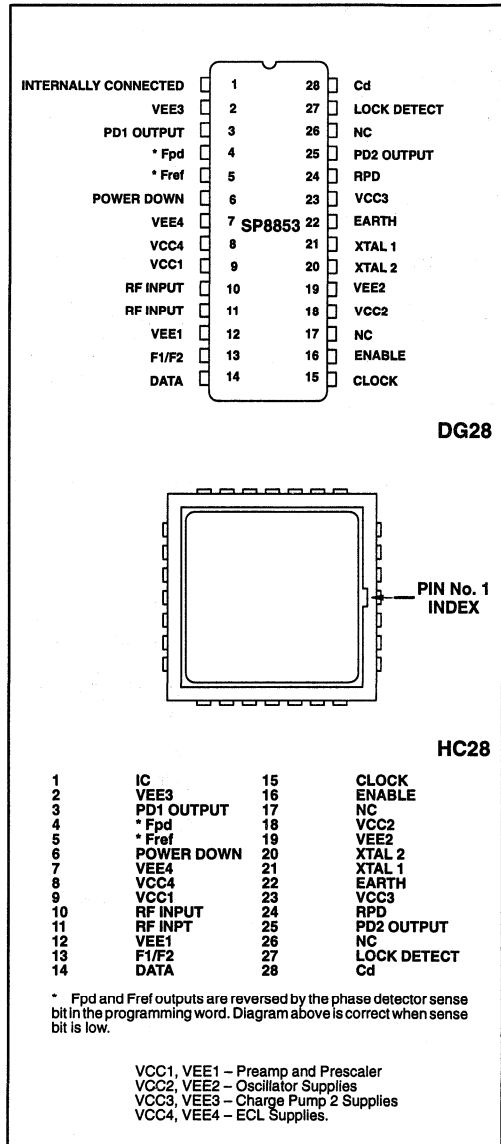 INTERNALLY CONNECTED 1 28 Cd
VEE3 2 27 LOCK DETECT
PD1 OUTPUT 3 26 NC
* Fpd 4 25 PD2 OUTPUT
* Fref 5 24 RPD
POWER DOWN 6 23 VCC3
VEE4 7 SP8853 22 EARTH
VCC4 8 21 XTAL 1
VCC1 9 20 XTAL 2
RF INPUT 10 19 VEE2
RF INPUT 11 18 VCC2
VEE1 12 17 NC
F1/F2 13 16 ENABLE
DATA 14 15 CLOCK
DG28
PIN No. 1
INDEX
HC28
1 IC 15 CLOCK
2 VEE3 16 ENABLE
3 PD1 OUTPUT 17 NC
4 * Fpd 18 VCC2
5 * Fref 19 VEE2
6 POWER DOWN 20 XTAL 2
7 VEE4 21 XTAL 1
8 VCC4 22 EARTH
9 VCC1 23 VCC3
10 RF INPUT 24 RPD
11 RF INPT 25 PD2 OUTPUT
12 VEE1 26 NC
13 F1/F2 27 LOCK DETECT
14 DATA 28 Cd
* Fpd and Fref outputs are reversed by the phase detector sense
bit in the programming word. Diagram above is correct when sense
bit is low.
VCC1, VEE1 – Preamp and Prescaler
VCC2, VEE2 – Oscillator Supplies
VCC3, VEE3 – Charge Pump 2 Supplies
VCC4, VEE4 – ECL Supplies.